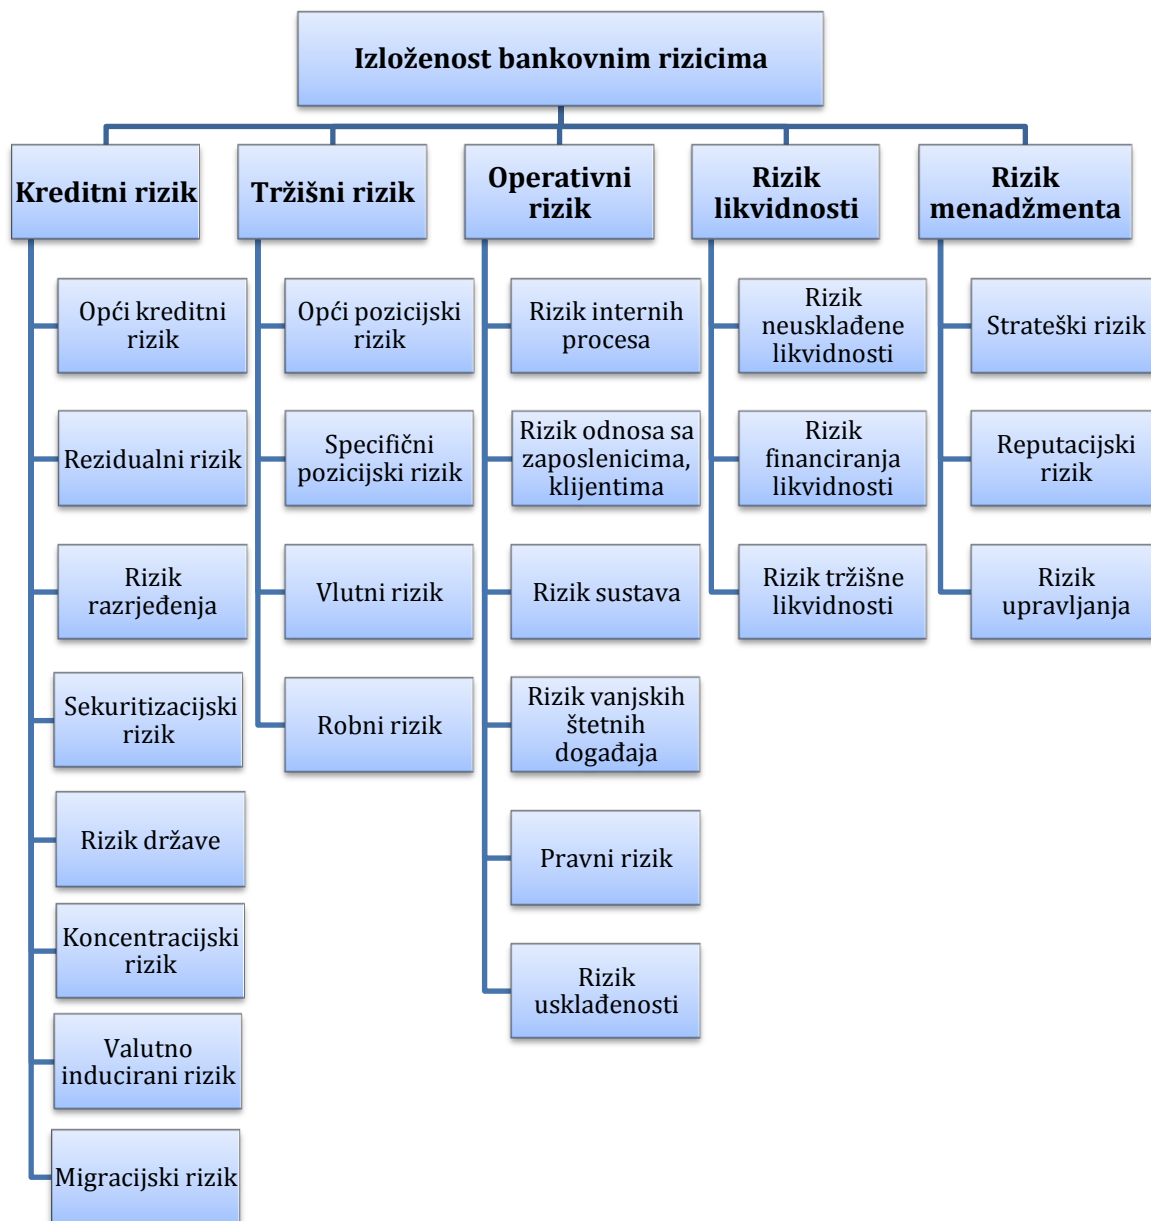 Izloženost bankovnim rizicima
Kreditni rizik
Opći kreditni
rizik
Rezidualni rizik
Rizik
razrjeđenja
Sekuritizacijski
rizik
Rizik države
Koncentracijski
rizik
Valutno
inducirani rizik
Migracijski rizik
Tržišni rizik
Opći pozicijski
rizik
Specifični
pozicijski rizik
Vlutni rizik
Robni rizik
Operativni
rizik
Rizik internih
procesa
Rizik odnosa sa
zaposlenicima,
klijentima
Rizik sustava
Rizik vanjskih
štetnih
događaja
Pravni rizik
Rizik
usklađenosti
Rizik
likvidnosti
Rizik
neusklađene
likvidnosti
Rizik
financiranja
likvidnosti
Rizik tržišne
likvidnosti
Rizik
menadžmenta
Strateški rizik
Reputacijski
rizik
Rizik
upravljanja